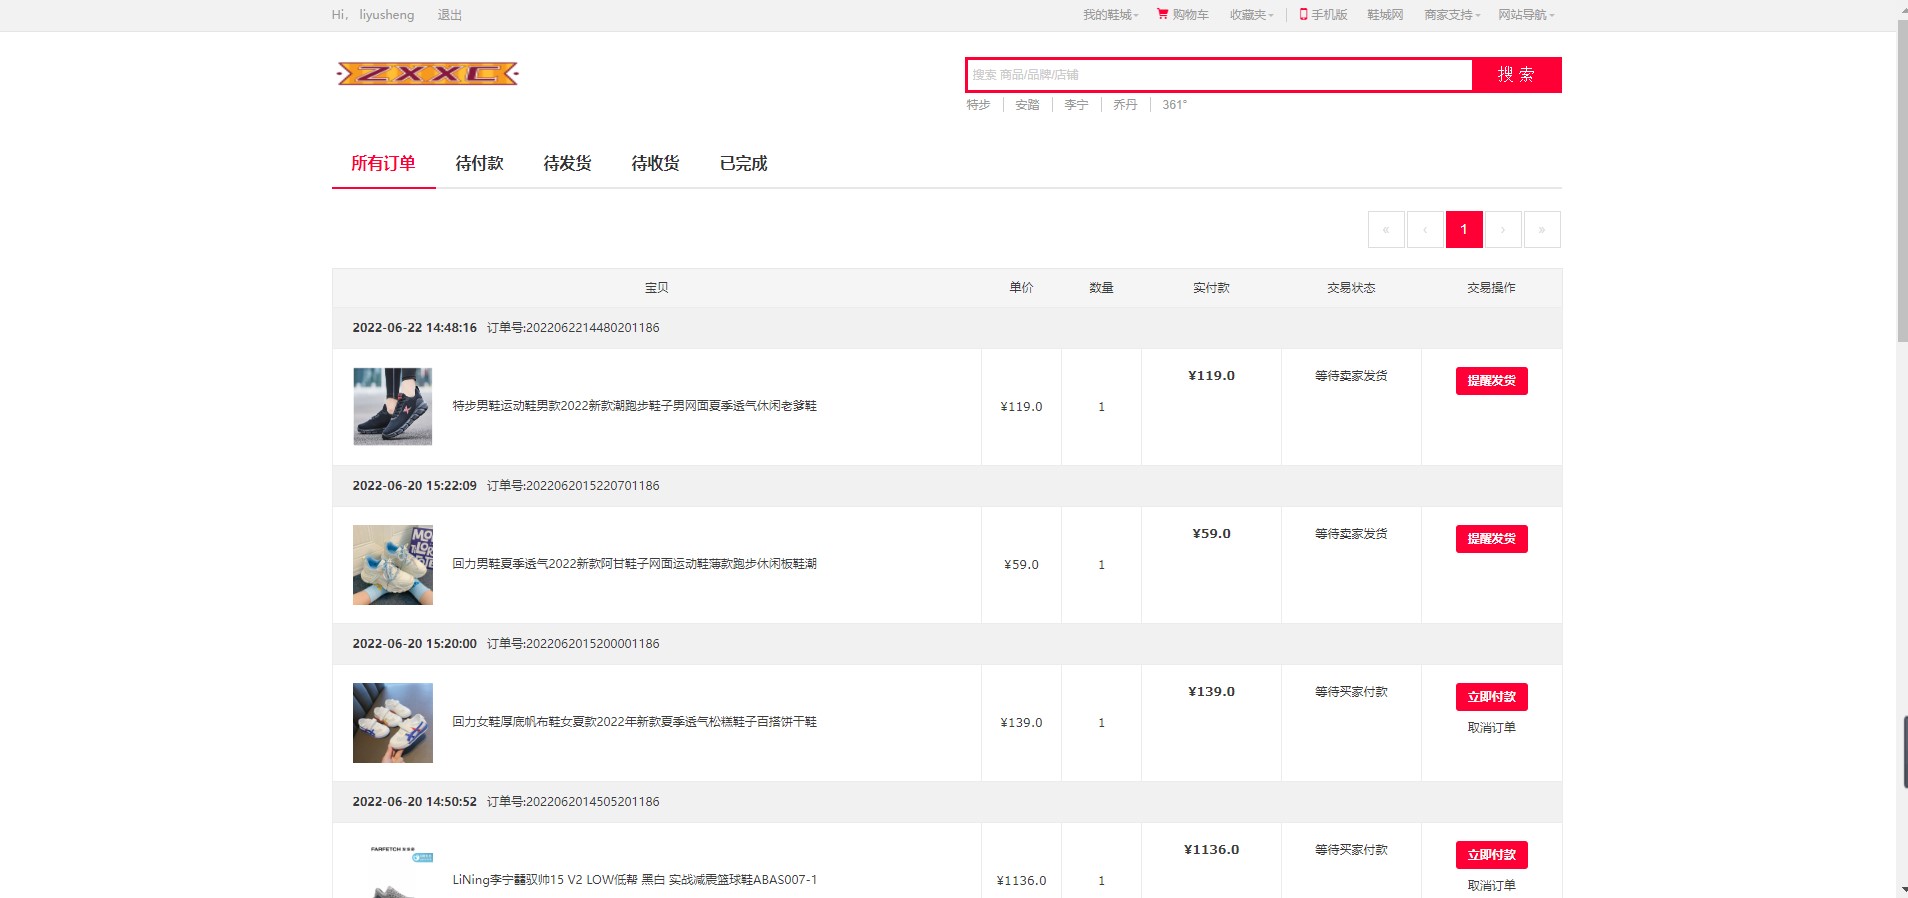 Hi, liyusheng 退出 我的鞋城 购物车 收藏夹 手机版 鞋城网 商家支持 网站导航
ZXXC
搜索 商品/品牌/店铺 搜 索
特步 安踏 李宁 乔丹 361°
所有订单 待付款 待发货 待收货 已完成
« ‹ 1 › »
宝贝 单价 数量 实付款 交易状态 交易操作
2022-06-22 14:48:16 订单号:2022062214480201186
特步男鞋运动鞋男款2022新款潮跑步鞋子男网面夏季透气休闲老爹鞋 ¥119.0 1 ¥119.0 等待卖家发货 提醒发货
2022-06-20 15:22:09 订单号:2022062015220701186
回力男鞋夏季透气2022新款阿甘鞋子网面运动鞋薄款跑步休闲板鞋潮 ¥59.0 1 ¥59.0 等待卖家发货 提醒发货
2022-06-20 15:20:00 订单号:2022062015200001186
回力女鞋厚底帆布鞋女夏款2022年新款夏季透气松糕鞋子百搭饼干鞋 ¥139.0 1 ¥139.0 等待买家付款 立即付款
取消订单
2022-06-20 14:50:52 订单号:2022062014505201186
FARFETCH
LiNing李宁䨻驭帅15 V2 LOW低帮 黑白 实战减震篮球鞋ABAS007-1 ¥1136.0 1 ¥1136.0 等待买家付款 立即付款
取消订单